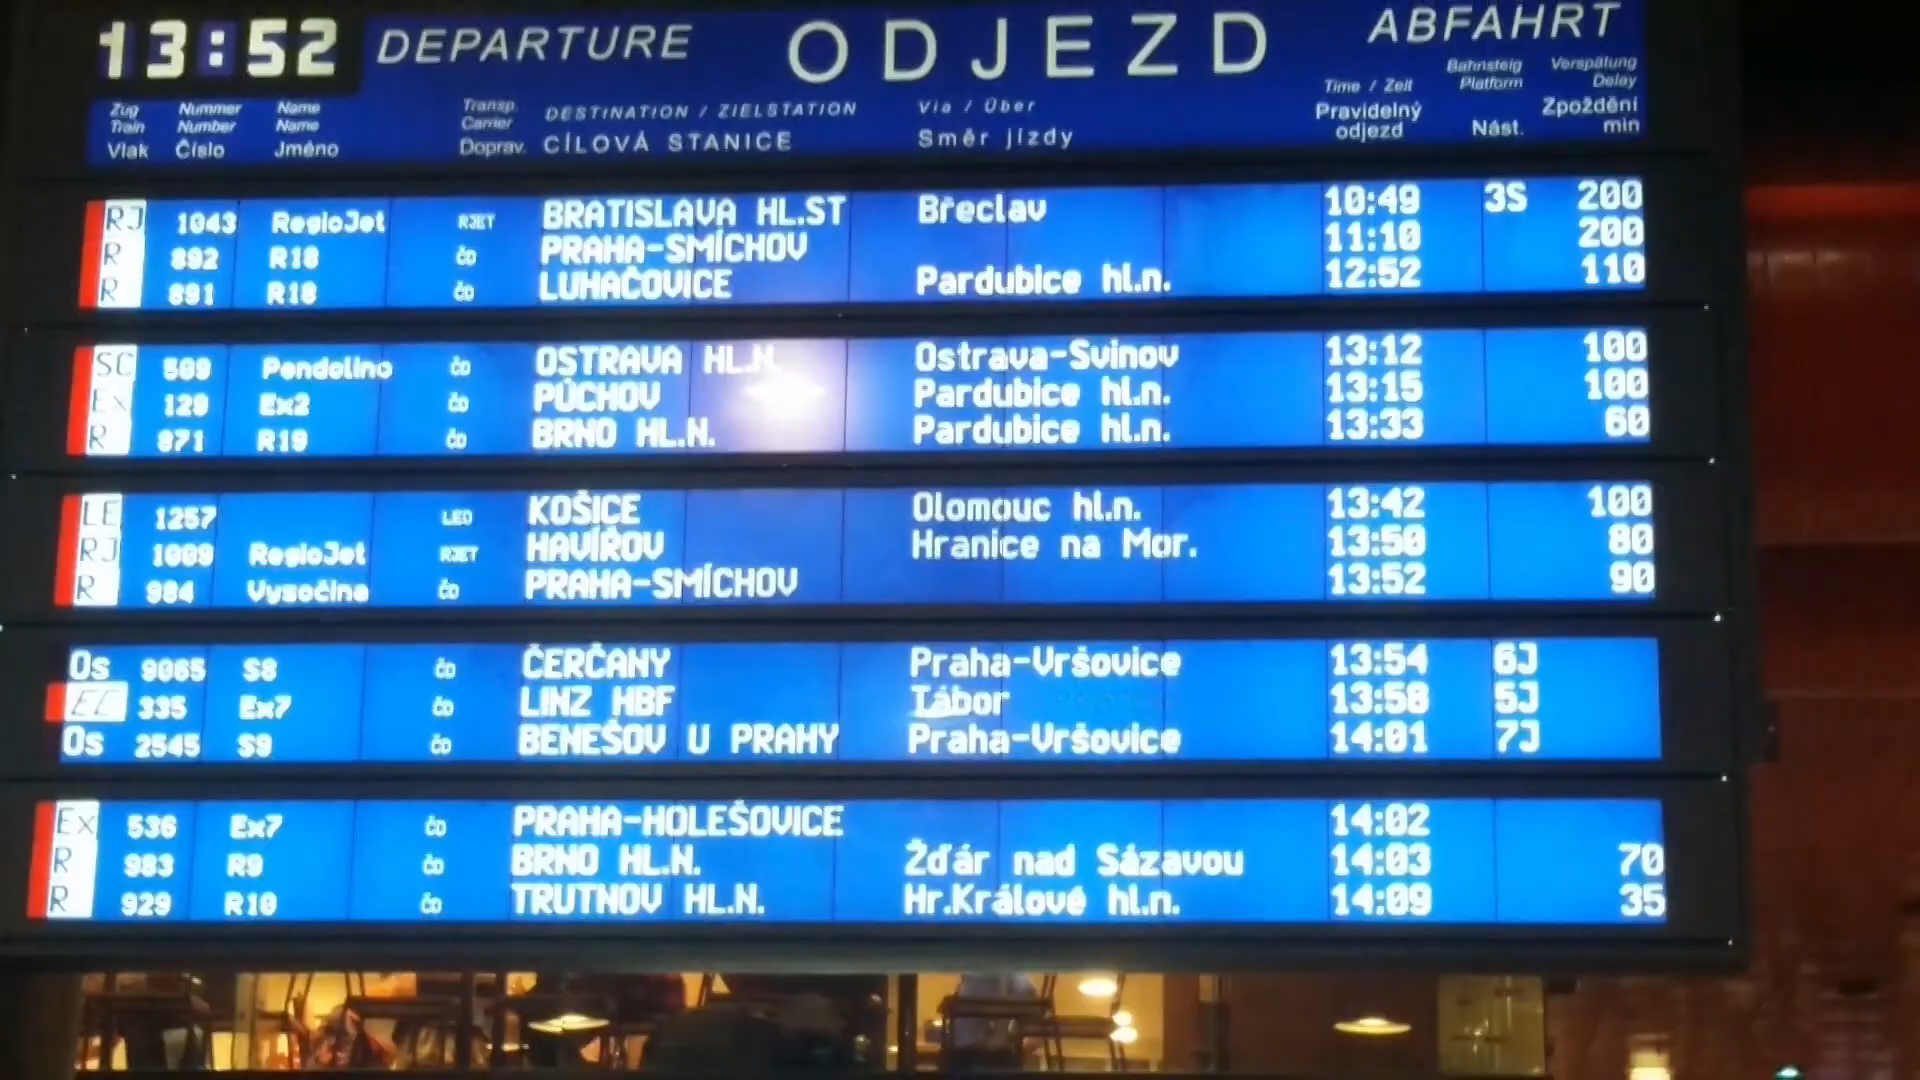 13:52 DEPARTURE ODJEZD ABFAHRT
Zug Nummer Name Transp. DESTINATION / ZIELSTATION Via / Über Time / Zeit Bahnsteig Verspätung
Train Number Name Carrier CÍLOVÁ STANICE Směr jízdy Pravidelný Platform Delay
Vlak Číslo Jméno Doprav. odjezd Nást. Zpoždění min
RJ 1043 RegioJet RJET BRATISLAVA HL.ST Břeclav 10:49 3S 200
R 892 R18 ČD PRAHA-SMÍCHOV 11:10 200
R 891 R18 ČD LUHAČOVICE Pardubice hl.n. 12:52 110
SC 509 Pendolino ČD OSTRAVA HL.N. Ostrava-Svinov 13:12 100
Ex 129 Ex2 ČD PÚCHOV Pardubice hl.n. 13:15 100
R 871 R19 ČD BRNO HL.N. Pardubice hl.n. 13:33 60
LE 1257 LEO KOŠICE Olomouc hl.n. 13:42 100
RJ 1009 RegioJet RJET HAVÍŘOV Hranice na Mor. 13:50 80
R 984 Vysočina ČD PRAHA-SMÍCHOV 13:52 90
Os 9065 S8 ČD ČERČANY Praha-Vršovice 13:54 6J
EC 335 Ex7 ČD LINZ HBF Tábor 13:58 5J
Os 2545 S9 ČD BENEŠOV U PRAHY Praha-Vršovice 14:01 7J
Ex 536 Ex7 ČD PRAHA-HOLEŠOVICE 14:02
R 983 R9 ČD BRNO HL.N. Žďár nad Sázavou 14:03 70
R 929 R10 ČD TRUTNOV HL.N. Hr.Králové hl.n. 14:09 35